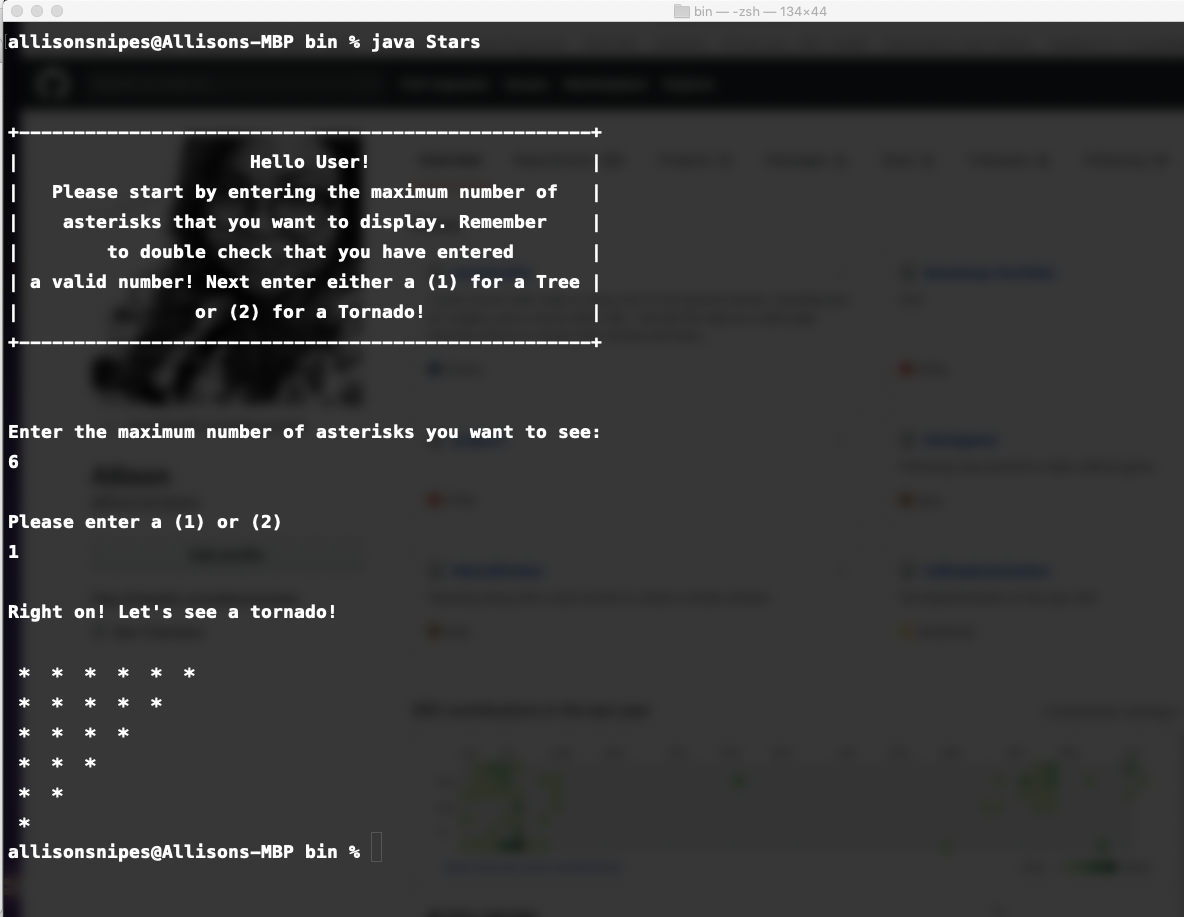 bin — -zsh — 134×44
allisonsnipes@Allisons-MBP bin % java Stars
+----------------------------------------------------+
|                     Hello User!                    |
|   Please start by entering the maximum number of   |
|    asterisks that you want to display. Remember    |
|        to double check that you have entered       |
| a valid number! Next enter either a (1) for a Tree |
|                or (2) for a Tornado!               |
+----------------------------------------------------+
Enter the maximum number of asterisks you want to see:
6
Please enter a (1) or (2)
1
Right on! Let's see a tornado!
 *  *  *  *  *  *
 *  *  *  *  *
 *  *  *  *
 *  *  *
 *  *
 *
allisonsnipes@Allisons-MBP bin %